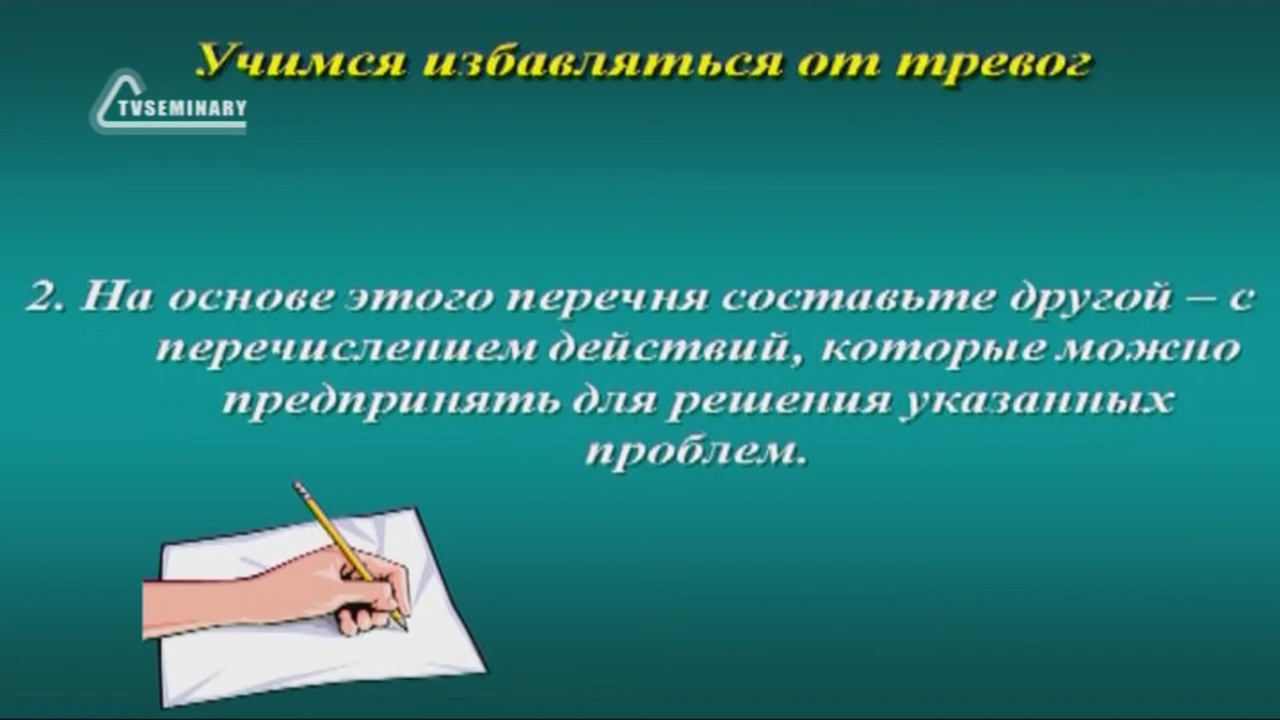 Учимся избавляться от тревог
TVSEMINARY
2. На основе этого перечня составьте другой – с
перечислением действий, которые можно
предпринять для решения указанных
проблем.